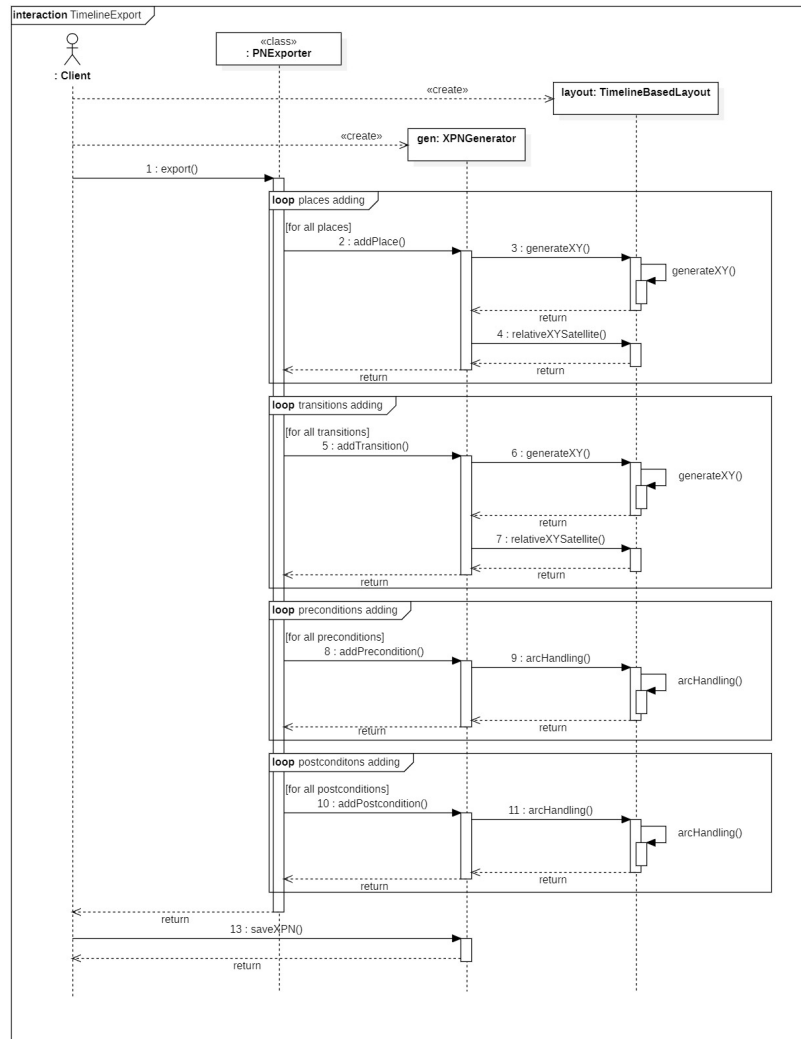 interaction TimelineExport
«class»
: PNExporter
: Client
«create»
layout: TimelineBasedLayout
«create»
gen: XPNGenerator
1 : export()
loop places adding
[for all places]
2 : addPlace()
3 : generateXY()
generateXY()
return
4 : relativeXYSatellite()
return
return
loop transitions adding
[for all transitions]
5 : addTransition()
6 : generateXY()
generateXY()
return
7 : relativeXYSatellite()
return
return
loop preconditions adding
[for all preconditions]
8 : addPrecondition()
9 : arcHandling()
arcHandling()
return
return
loop postconditons adding
[for all postconditions]
10 : addPostcondition()
11 : arcHandling()
arcHandling()
return
return
return
13 : saveXPN()
return